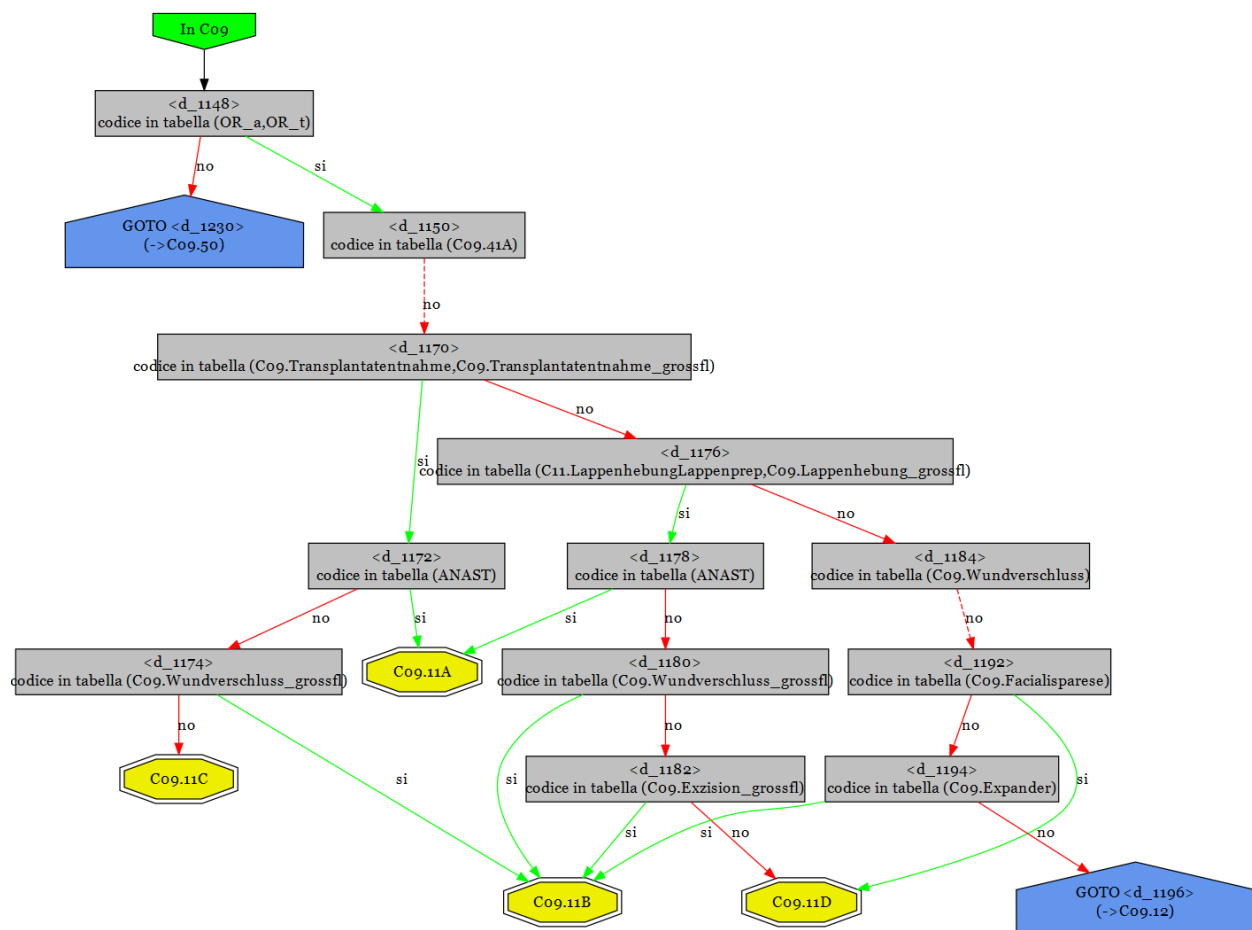 In C09
<d_1148>
codice in tabella (OR_a,OR_t)
no
si
GOTO <d_1230>
(->C09.50)
<d_1150>
codice in tabella (C09.41A)
no
<d_1170>
codice in tabella (C09.Transplantatentnahme,C09.Transplantatentnahme_grossfl)
no
si
<d_1176>
codice in tabella (C11.LappenhebungLappenprep,C09.Lappenhebung_grossfl)
si
no
<d_1172>
codice in tabella (ANAST)
<d_1178>
codice in tabella (ANAST)
<d_1184>
codice in tabella (C09.Wundverschluss)
no
si
si
no
no
<d_1174>
codice in tabella (C09.Wundverschluss_grossfl)
C09.11A
<d_1180>
codice in tabella (C09.Wundverschluss_grossfl)
<d_1192>
codice in tabella (C09.Facialisparese)
no
no
no
C09.11C
si
si
<d_1182>
codice in tabella (C09.Exzision_grossfl)
<d_1194>
codice in tabella (C09.Expander)
si
si
no
si
no
C09.11B
C09.11D
GOTO <d_1196>
(->C09.12)